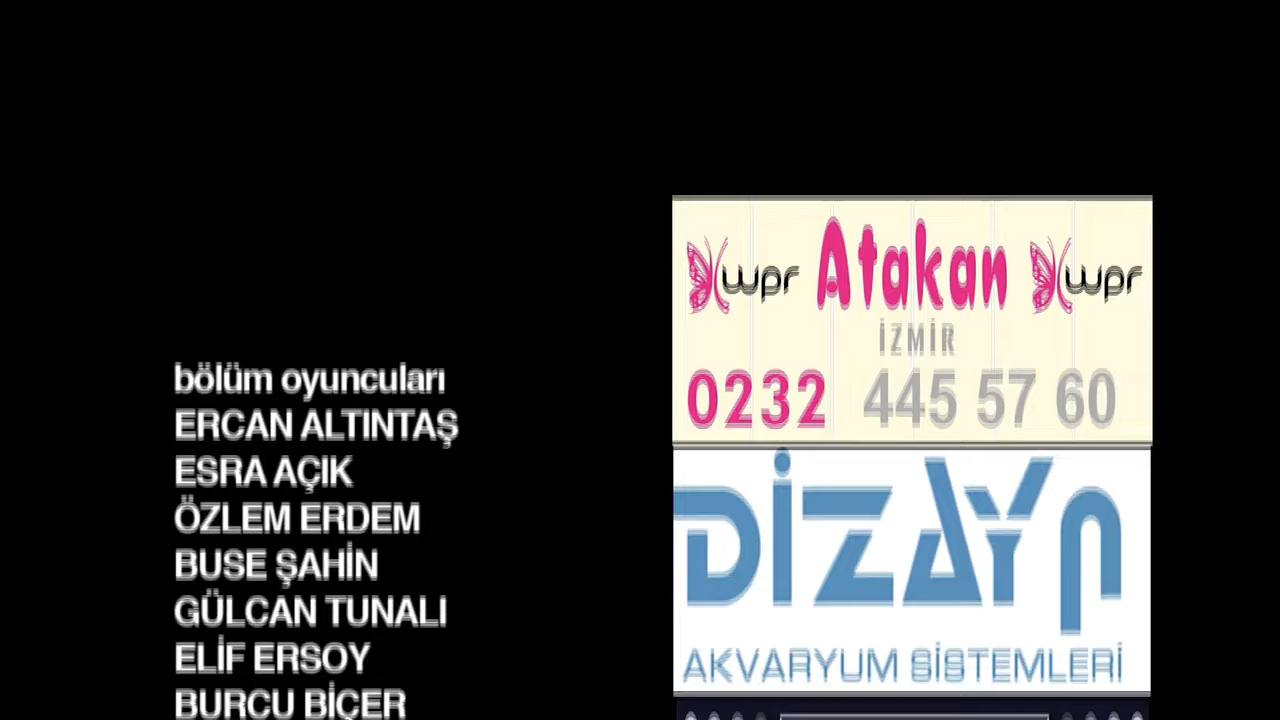 bölüm oyuncuları
ERCAN ALTINTAŞ
ESRA AÇIK
ÖZLEM ERDEM
BUSE ŞAHİN
GÜLCAN TUNALI
ELİF ERSOY
BURCU BİÇER
wpr Atakan wpr
İZMİR
0232 445 57 60
DİZAYN
AKVARYUM SİSTEMLERİ